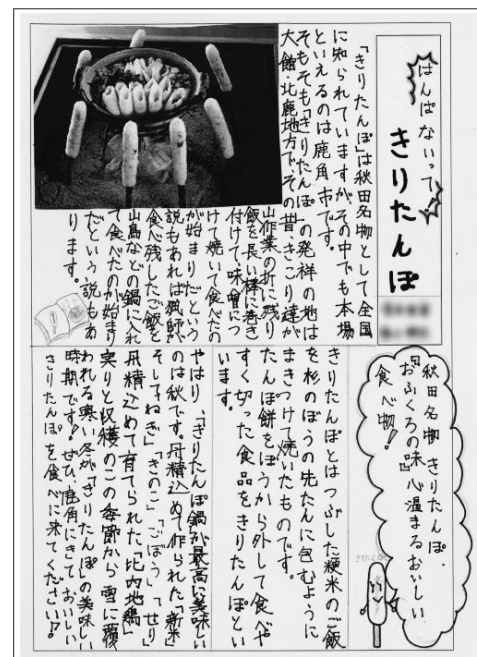 はんぱないって!
きりたんぽ
「きりたんぽ」は秋田名物として全国
に知られていますが、その中でも本場
といえるのは鹿角市です。
そもそも「きりたんぽ」の発祥の地は
大館・北鹿地方で、その昔、きこり達が
山作業の折に残り
飯を長い棒に巻き
付けて味噌につ
けて焼いて食べたの
が始まりだという
説もあれば猟師が
食べ残したご飯を
山鳥などの鍋に入れ
て食べたのが始まり
だという説もあ
ります。
秋田名物きりたんぽ.
『おふくろの味』心温まるおいしい
食べ物!
きりたんぽ
きりたんぽとはつぶした粳米のご飯
を杉のぼうの先たんに包むように
まきつけて焼いたものです。
たんぽ餅をぼうから外して食べや
すく切った食品をきりたんぽとい
います。
やはり、「きりたんぽ鍋」が最高に美味しい
のは秋です。丹精込めて作られた「新米」
そして「ねぎ」「きのこ」「ごぼう」「せり」
丹精込めて育てられた「比内地鶏」
実りと収穫のこの季節から雪に覆
われる寒い冬が「きりたんぽ」の美味しい
時期です!ぜひ、鹿角にきておいしい
きりたんぽを食べに来てください!